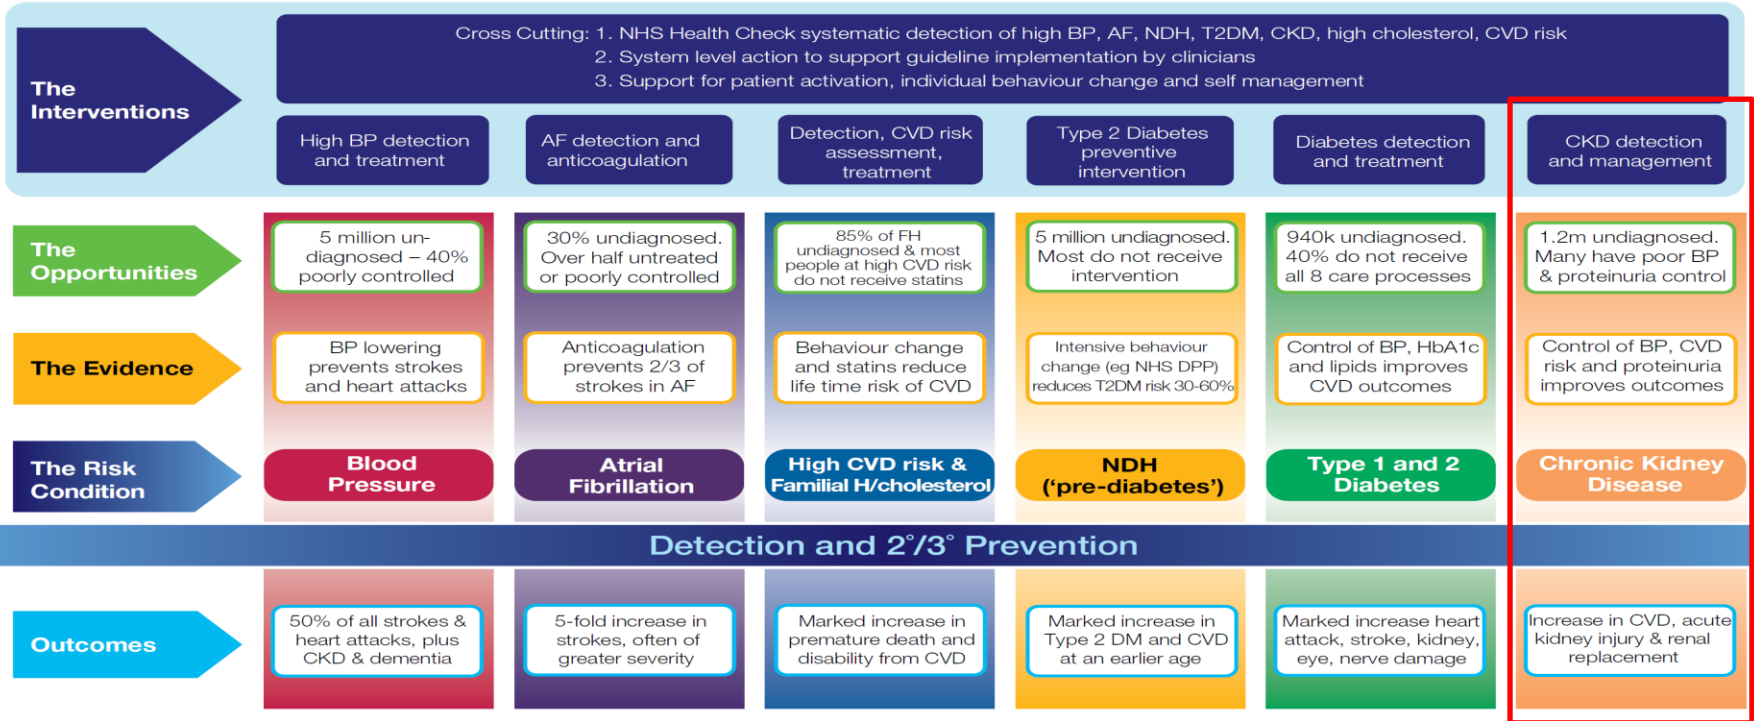 The
Interventions
Cross Cutting: 1. NHS Health Check systematic detection of high BP, AF, NDH, T2DM, CKD, high cholesterol, CVD risk
2. System level action to support guideline implementation by clinicians
3. Support for patient activation, individual behaviour change and self management
High BP detection
and treatment
AF detection and
anticoagulation
Detection, CVD risk
assessment,
treatment
Type 2 Diabetes
preventive
intervention
Diabetes detection
and treatment
CKD detection
and management
The
Opportunities
5 million un-
diagnosed – 40%
poorly controlled
30% undiagnosed.
Over half untreated
or poorly controlled
85% of FH
undiagnosed & most
people at high CVD risk
do not receive statins
5 million undiagnosed.
Most do not receive
intervention
940k undiagnosed.
40% do not receive
all 8 care processes
1.2m undiagnosed.
Many have poor BP
& proteinuria control
The Evidence
BP lowering
prevents strokes
and heart attacks
Anticoagulation
prevents 2/3 of
strokes in AF
Behaviour change
and statins reduce
life time risk of CVD
Intensive behaviour
change (eg NHS DPP)
reduces T2DM risk 30-60%
Control of BP, HbA1c
and lipids improves
CVD outcomes
Control of BP, CVD
risk and proteinuria
improves outcomes
The Risk
Condition
Blood
Pressure
Atrial
Fibrillation
High CVD risk &
Familial H/cholesterol
NDH
('pre-diabetes')
Type 1 and 2
Diabetes
Chronic Kidney
Disease
Detection and 2°/3° Prevention
Outcomes
50% of all strokes &
heart attacks, plus
CKD & dementia
5-fold increase in
strokes, often of
greater severity
Marked increase in
premature death and
disability from CVD
Marked increase in
Type 2 DM and CVD
at an earlier age
Marked increase heart
attack, stroke, kidney,
eye, nerve damage
Increase in CVD, acute
kidney injury & renal
replacement